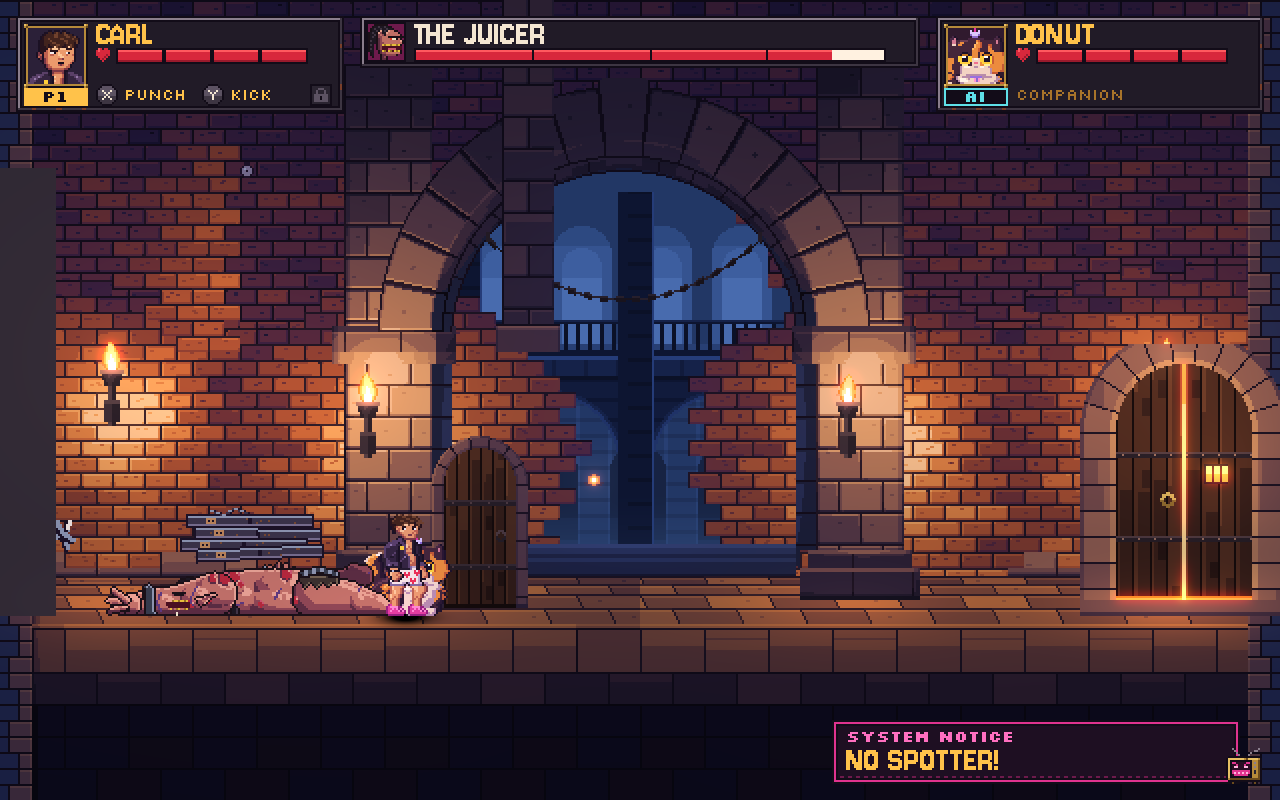 CARL
P1
X PUNCH Y KICK
THE JUICER
DONUT
AI
COMPANION
SYSTEM NOTICE
NO SPOTTER!